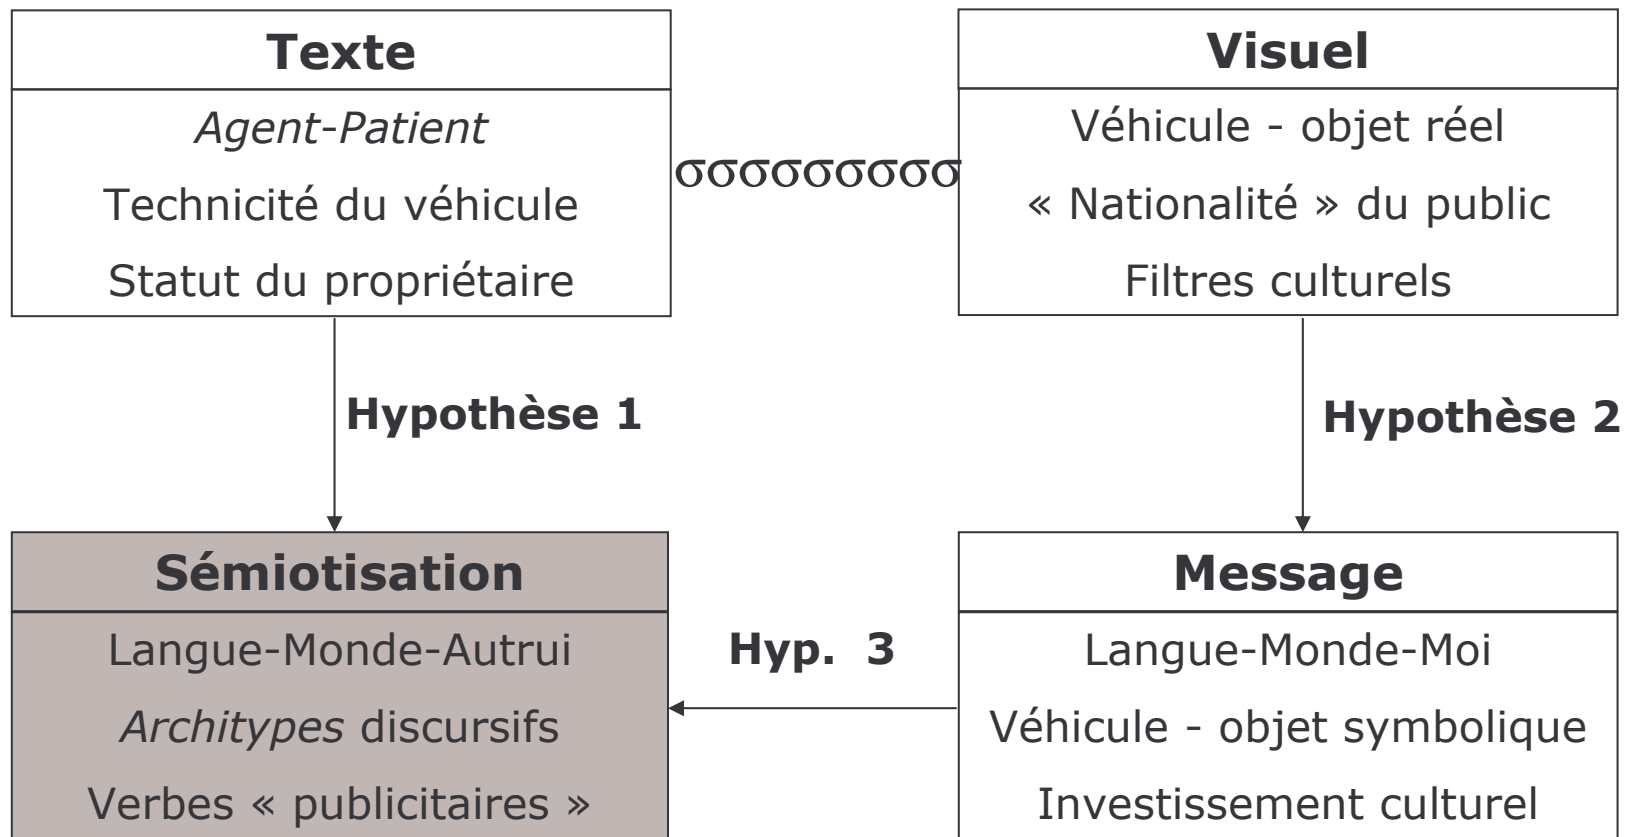 Texte
Agent-Patient
Technicité du véhicule
Statut du propriétaire
σσσσσσσσσ
Visuel
Véhicule - objet réel
« Nationalité » du public
Filtres culturels
Hypothèse 1
Hypothèse 2
Sémiotisation
Langue-Monde-Autrui
Architypes discursifs
Verbes « publicitaires »
Hyp. 3
Message
Langue-Monde-Moi
Véhicule - objet symbolique
Investissement culturel